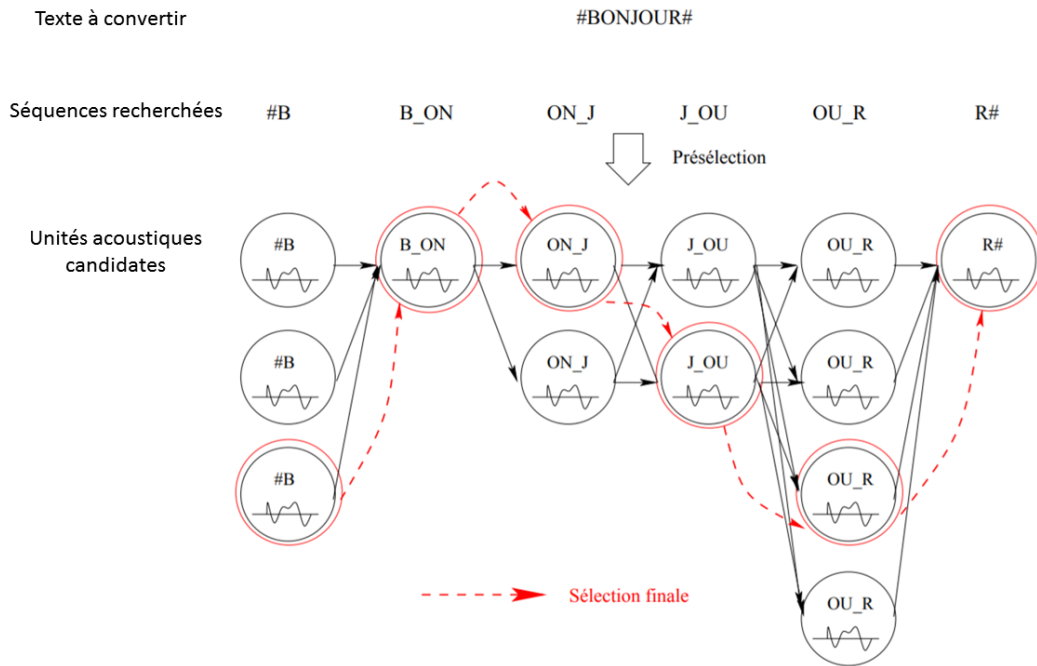 Texte à convertir #BONJOUR#
Séquences recherchées #B B_ON ON_J J_OU OU_R R#
Présélection
Unités acoustiques
candidates
#B B_ON ON_J J_OU OU_R R#
#B ON_J J_OU OU_R
#B OU_R
Sélection finale
OU_R